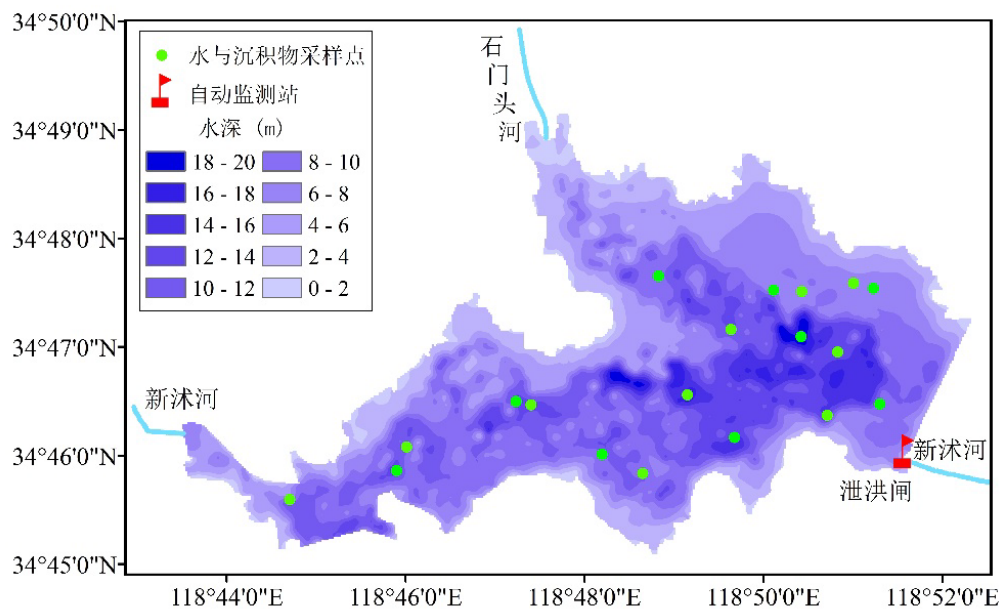 34°50'0"N
34°49'0"N
34°48'0"N
34°47'0"N
34°46'0"N
34°45'0"N
水与沉积物采样点
自动监测站
水深 (m)
18 - 20
8 - 10
16 - 18
6 - 8
14 - 16
4 - 6
12 - 14
2 - 4
10 - 12
0 - 2
石门头河
新沭河
新沭河
泄洪闸
118°44'0"E
118°46'0"E
118°48'0"E
118°50'0"E
118°52'0"E